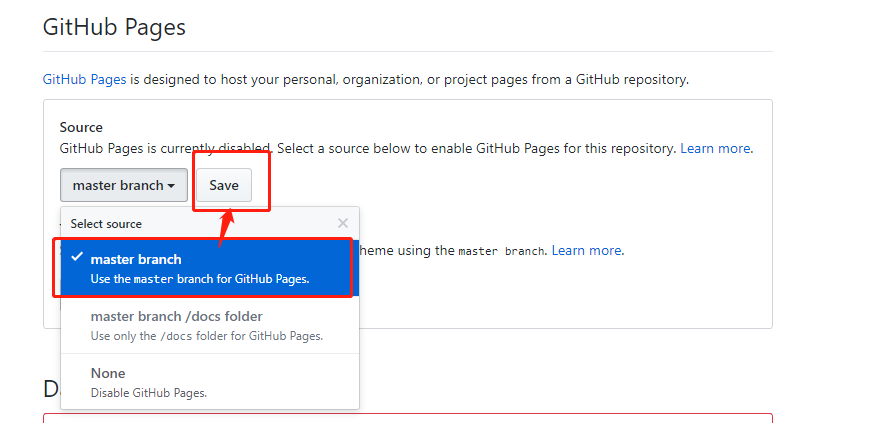 GitHub Pages
GitHub Pages is designed to host your personal, organization, or project pages from a GitHub repository.
Source
GitHub Pages is currently disabled. Select a source below to enable GitHub Pages for this repository. Learn more.
master branch
Save
Select source
heme using the master branch. Learn more.
master branch
Use the master branch for GitHub Pages.
master branch /docs folder
Use only the /docs folder for GitHub Pages.
None
Disable GitHub Pages.